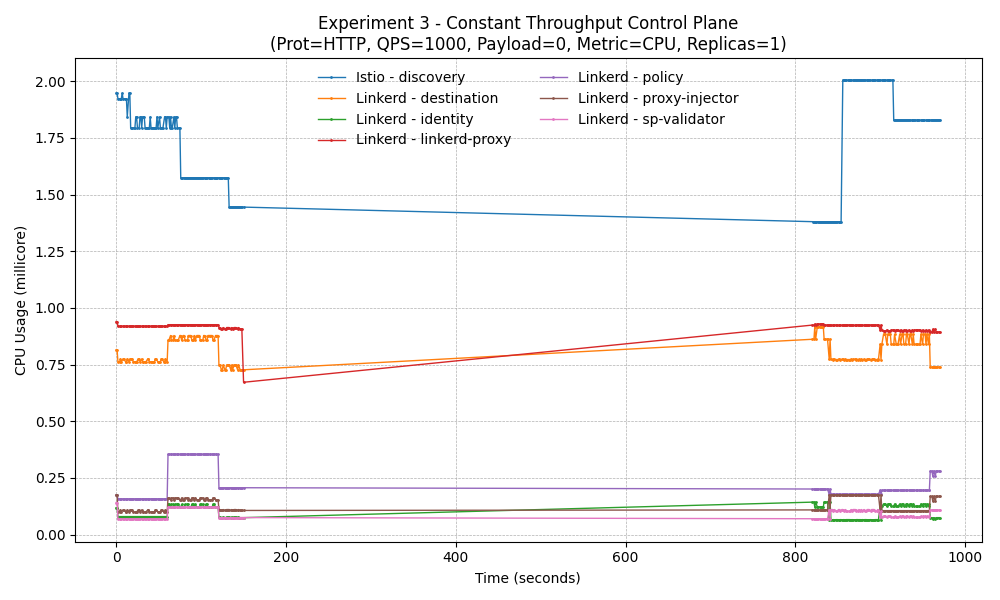 Experiment 3 - Constant Throughput Control Plane
(Prot=HTTP, QPS=1000, Payload=0, Metric=CPU, Replicas=1)
Istio - discovery
Linkerd - destination
Linkerd - identity
Linkerd - linkerd-proxy
Linkerd - policy
Linkerd - proxy-injector
Linkerd - sp-validator
CPU Usage (millicore)
2.00
1.75
1.50
1.25
1.00
0.75
0.50
0.25
0.00
0 200 400 600 800 1000
Time (seconds)